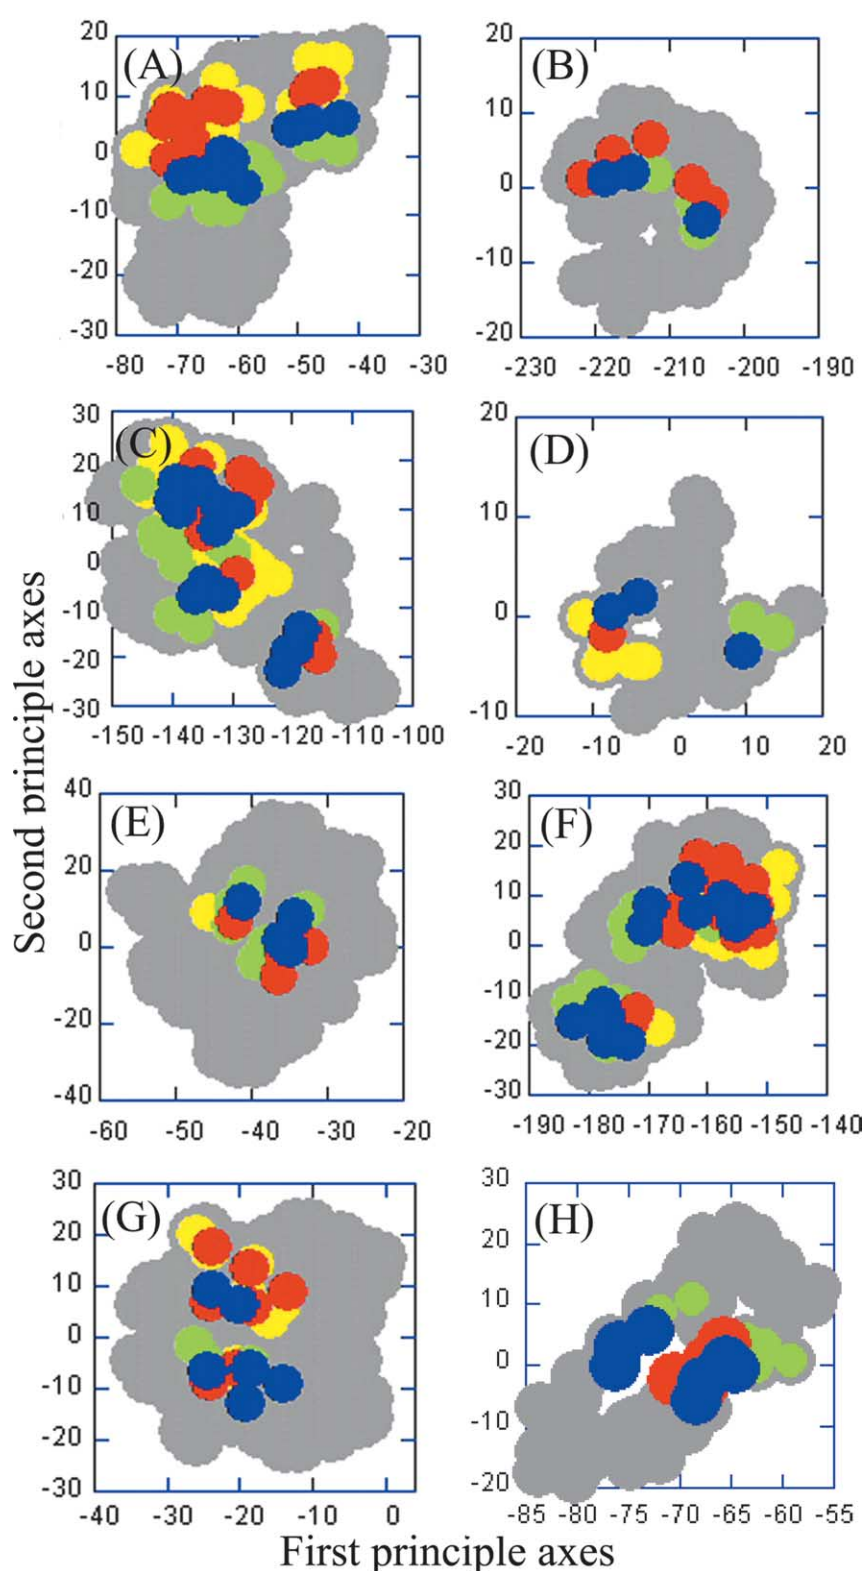 (A)
20
10
0
-10
-20
-30
-80 -70 -60 -50 -40 -30
(B)
20
10
0
-10
-20
-230 -220 -210 -200 -190
(C)
30
20
10
0
-10
-20
-30
-150 -140 -130 -120 -110 -100
(D)
20
10
0
-10
-20 -10 0 10 20
Second principle axes
(E)
40
20
0
-20
-40
-60 -50 -40 -30 -20
(F)
30
20
10
0
-10
-20
-30
-190 -180 -170 -160 -150 -140
(G)
30
20
10
0
-10
-20
-30
-40 -30 -20 -10 0
(H)
30
20
10
0
-10
-20
-85 -80 -75 -70 -65 -60 -55
First principle axes